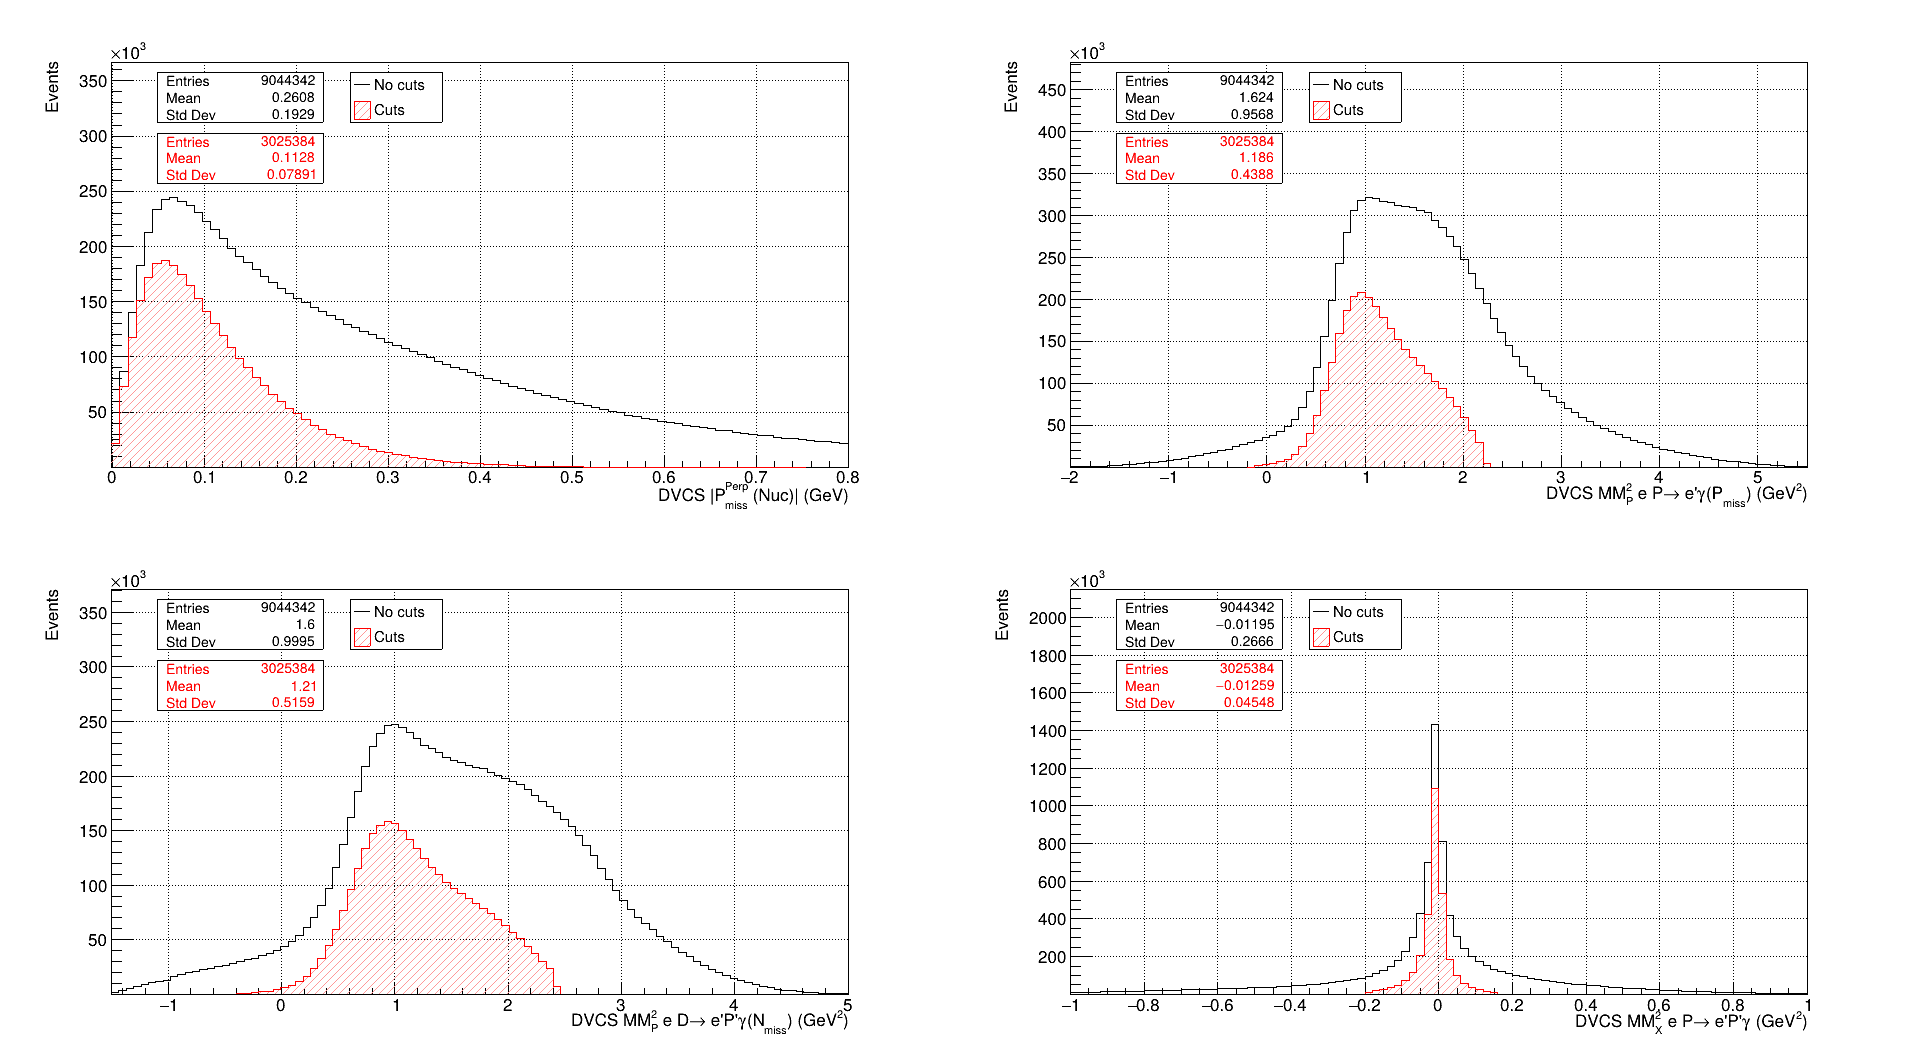 ×10³
Events
350
300
250
200
150
100
50
Entries 9044342
Mean 0.2608
Std Dev 0.1929
Entries 3025384
Mean 0.1128
Std Dev 0.07891
No cuts
Cuts
0 0.1 0.2 0.3 0.4 0.5 0.6 0.7 0.8
DVCS |P^Perp_miss (Nuc)| (GeV)
×10³
Events
450
400
350
300
250
200
150
100
50
Entries 9044342
Mean 1.624
Std Dev 0.9568
Entries 3025384
Mean 1.186
Std Dev 0.4388
No cuts
Cuts
−2 −1 0 1 2 3 4 5
DVCS MM²_P e P→ e'γ(P_miss) (GeV²)
×10³
Events
350
300
250
200
150
100
50
Entries 9044342
Mean 1.6
Std Dev 0.9995
Entries 3025384
Mean 1.21
Std Dev 0.5159
No cuts
Cuts
−1 0 1 2 3 4 5
DVCS MM²_P e D→ e'P'γ(N_miss) (GeV²)
×10³
Events
2000
1800
1600
1400
1200
1000
800
600
400
200
Entries 9044342
Mean −0.01195
Std Dev 0.2666
Entries 3025384
Mean −0.01259
Std Dev 0.04548
No cuts
Cuts
−1 −0.8 −0.6 −0.4 −0.2 0 0.2 0.4 0.6 0.8 1
DVCS MM²_X e P→ e'P'γ (GeV²)